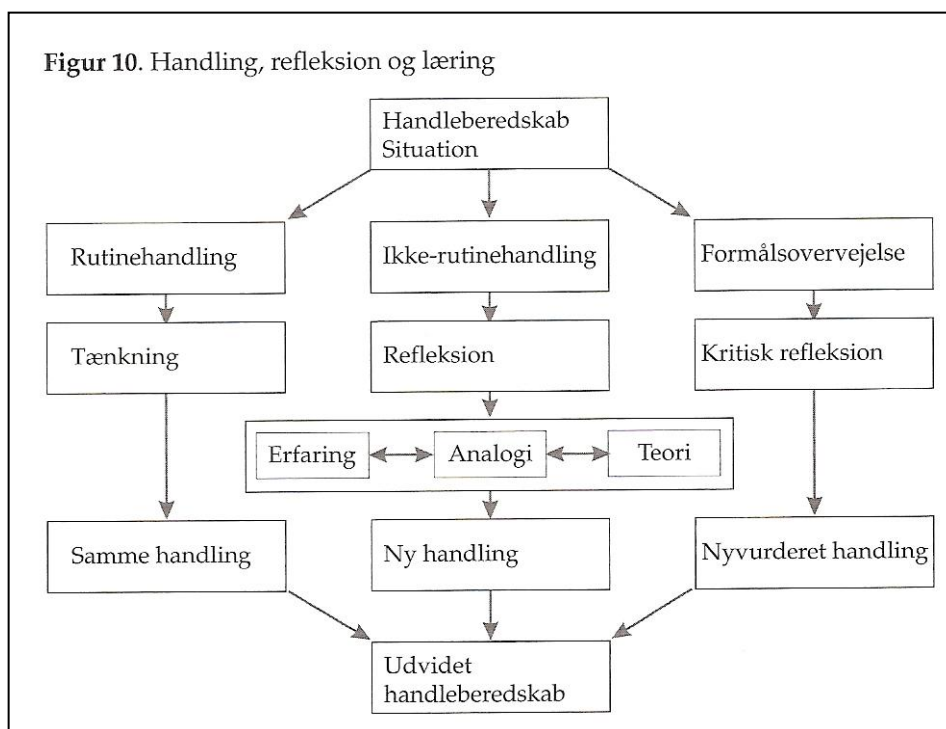 Figur 10. Handling, refleksion og læring
Handleberedskab
Situation
Rutinehandling
Ikke-rutinehandling
Formålsovervejelse
Tænkning
Refleksion
Kritisk refleksion
Erfaring
Analogi
Teori
Samme handling
Ny handling
Nyvurderet handling
Udvidet
handleberedskab